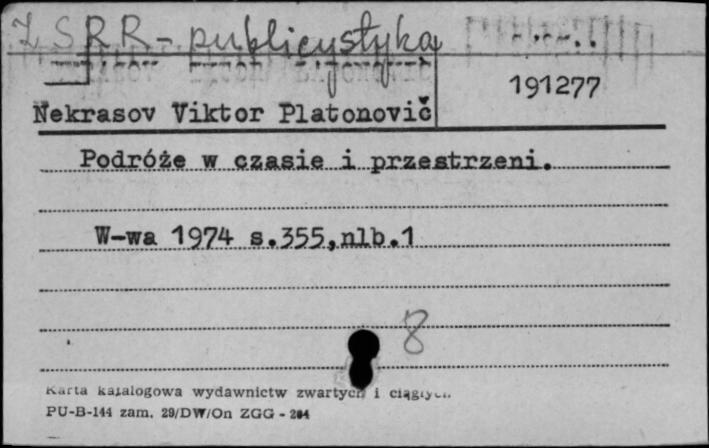 ZSRR - publicystyka
191277
Nekrasov Viktor Platonovič
Podróże w czasie i przestrzeni.
W-wa 1974 s.355,nlb.1
8
Karta katalogowa wydawnictw zwartych i ciągłych
PU-B-144 zam. 29/DW/On ZGG - 204